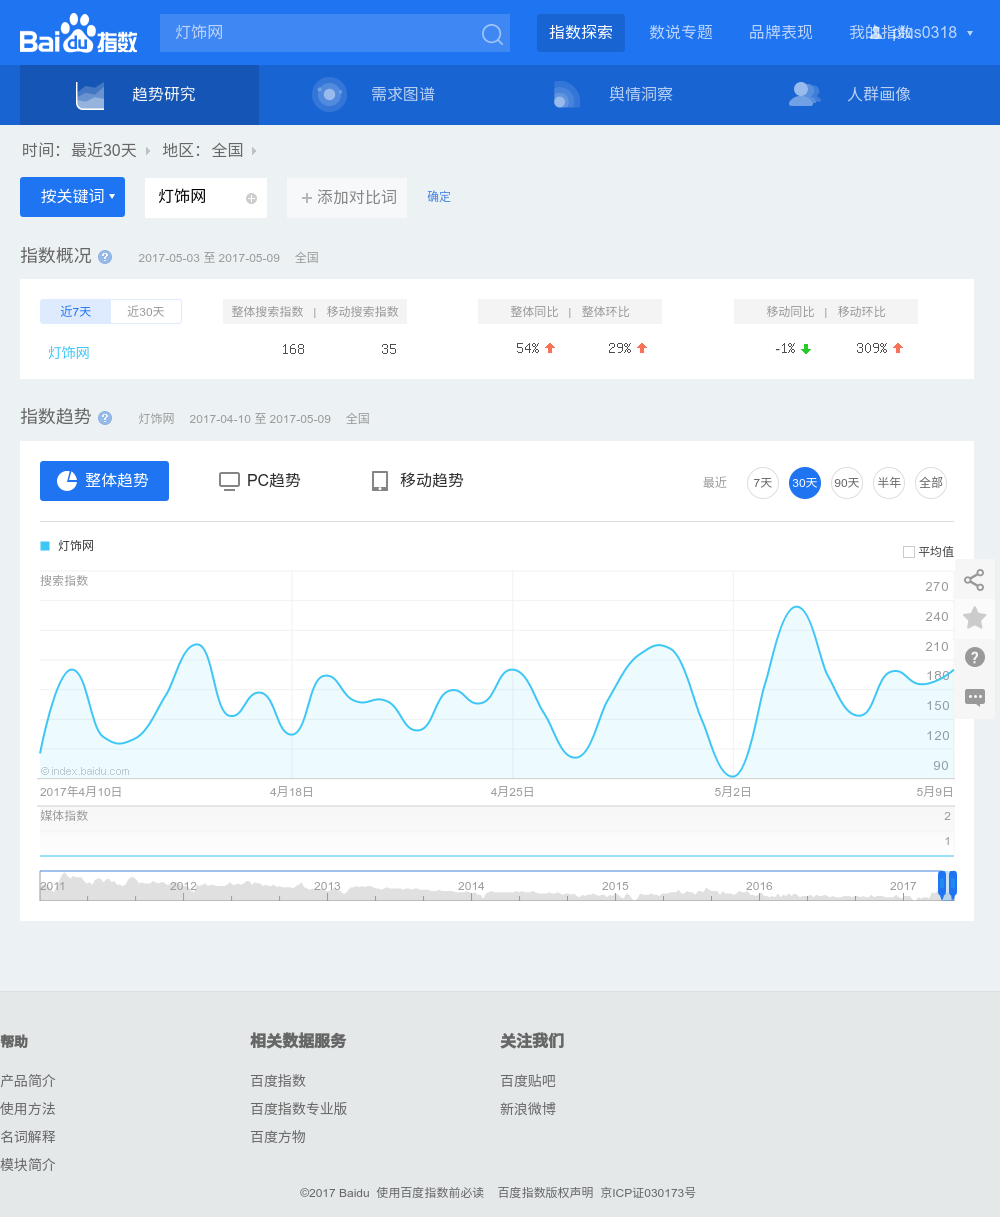 Bai du 指数 灯饰网 指数探索 数说专题 品牌表现 我的指数 plus0318
趋势研究 需求图谱 舆情洞察 人群画像
时间: 最近30天 地区: 全国
按关键词 灯饰网 + 添加对比词 确定
指数概况 ? 2017-05-03 至 2017-05-09 全国
近7天 近30天 整体搜索指数 | 移动搜索指数 整体同比 | 整体环比 移动同比 | 移动环比
灯饰网 168 35 54% 29% -1% 309%
指数趋势 ? 灯饰网 2017-04-10 至 2017-05-09 全国
整体趋势 PC趋势 移动趋势 最近 7天 30天 90天 半年 全部
灯饰网
平均值
搜索指数
270
240
210
180
150
120
90
©index.baidu.com
2017年4月10日 4月18日 4月25日 5月2日 5月9日
媒体指数 2
1
2011 2012 2013 2014 2015 2016 2017
帮助 相关数据服务 关注我们
产品简介 百度指数 百度贴吧
使用方法 百度指数专业版 新浪微博
名词解释 百度方物
模块简介
©2017 Baidu 使用百度指数前必读 百度指数版权声明 京ICP证030173号